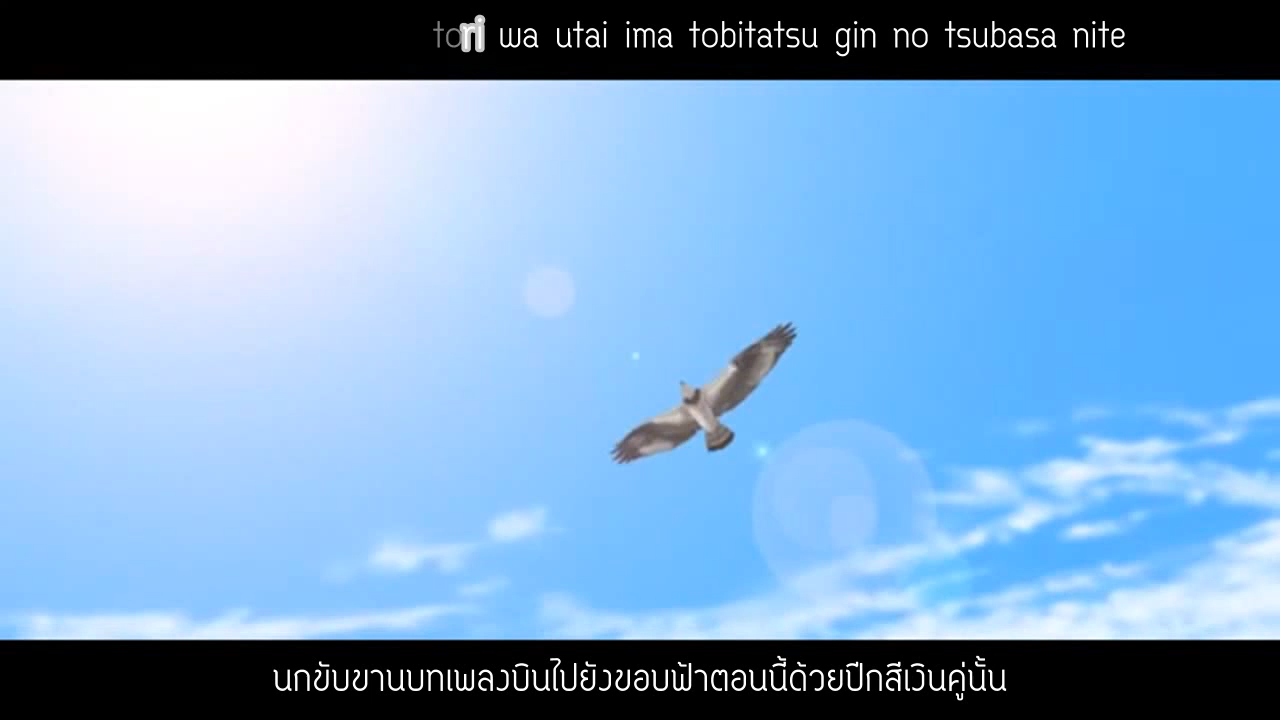 tori wa utai ima tobitatsu gin no tsubasa nite
นกขับขานบทเพลงบินไปยังขอบฟ้าตอนนี้ด้วยปีกสีเงินคู่นั้น